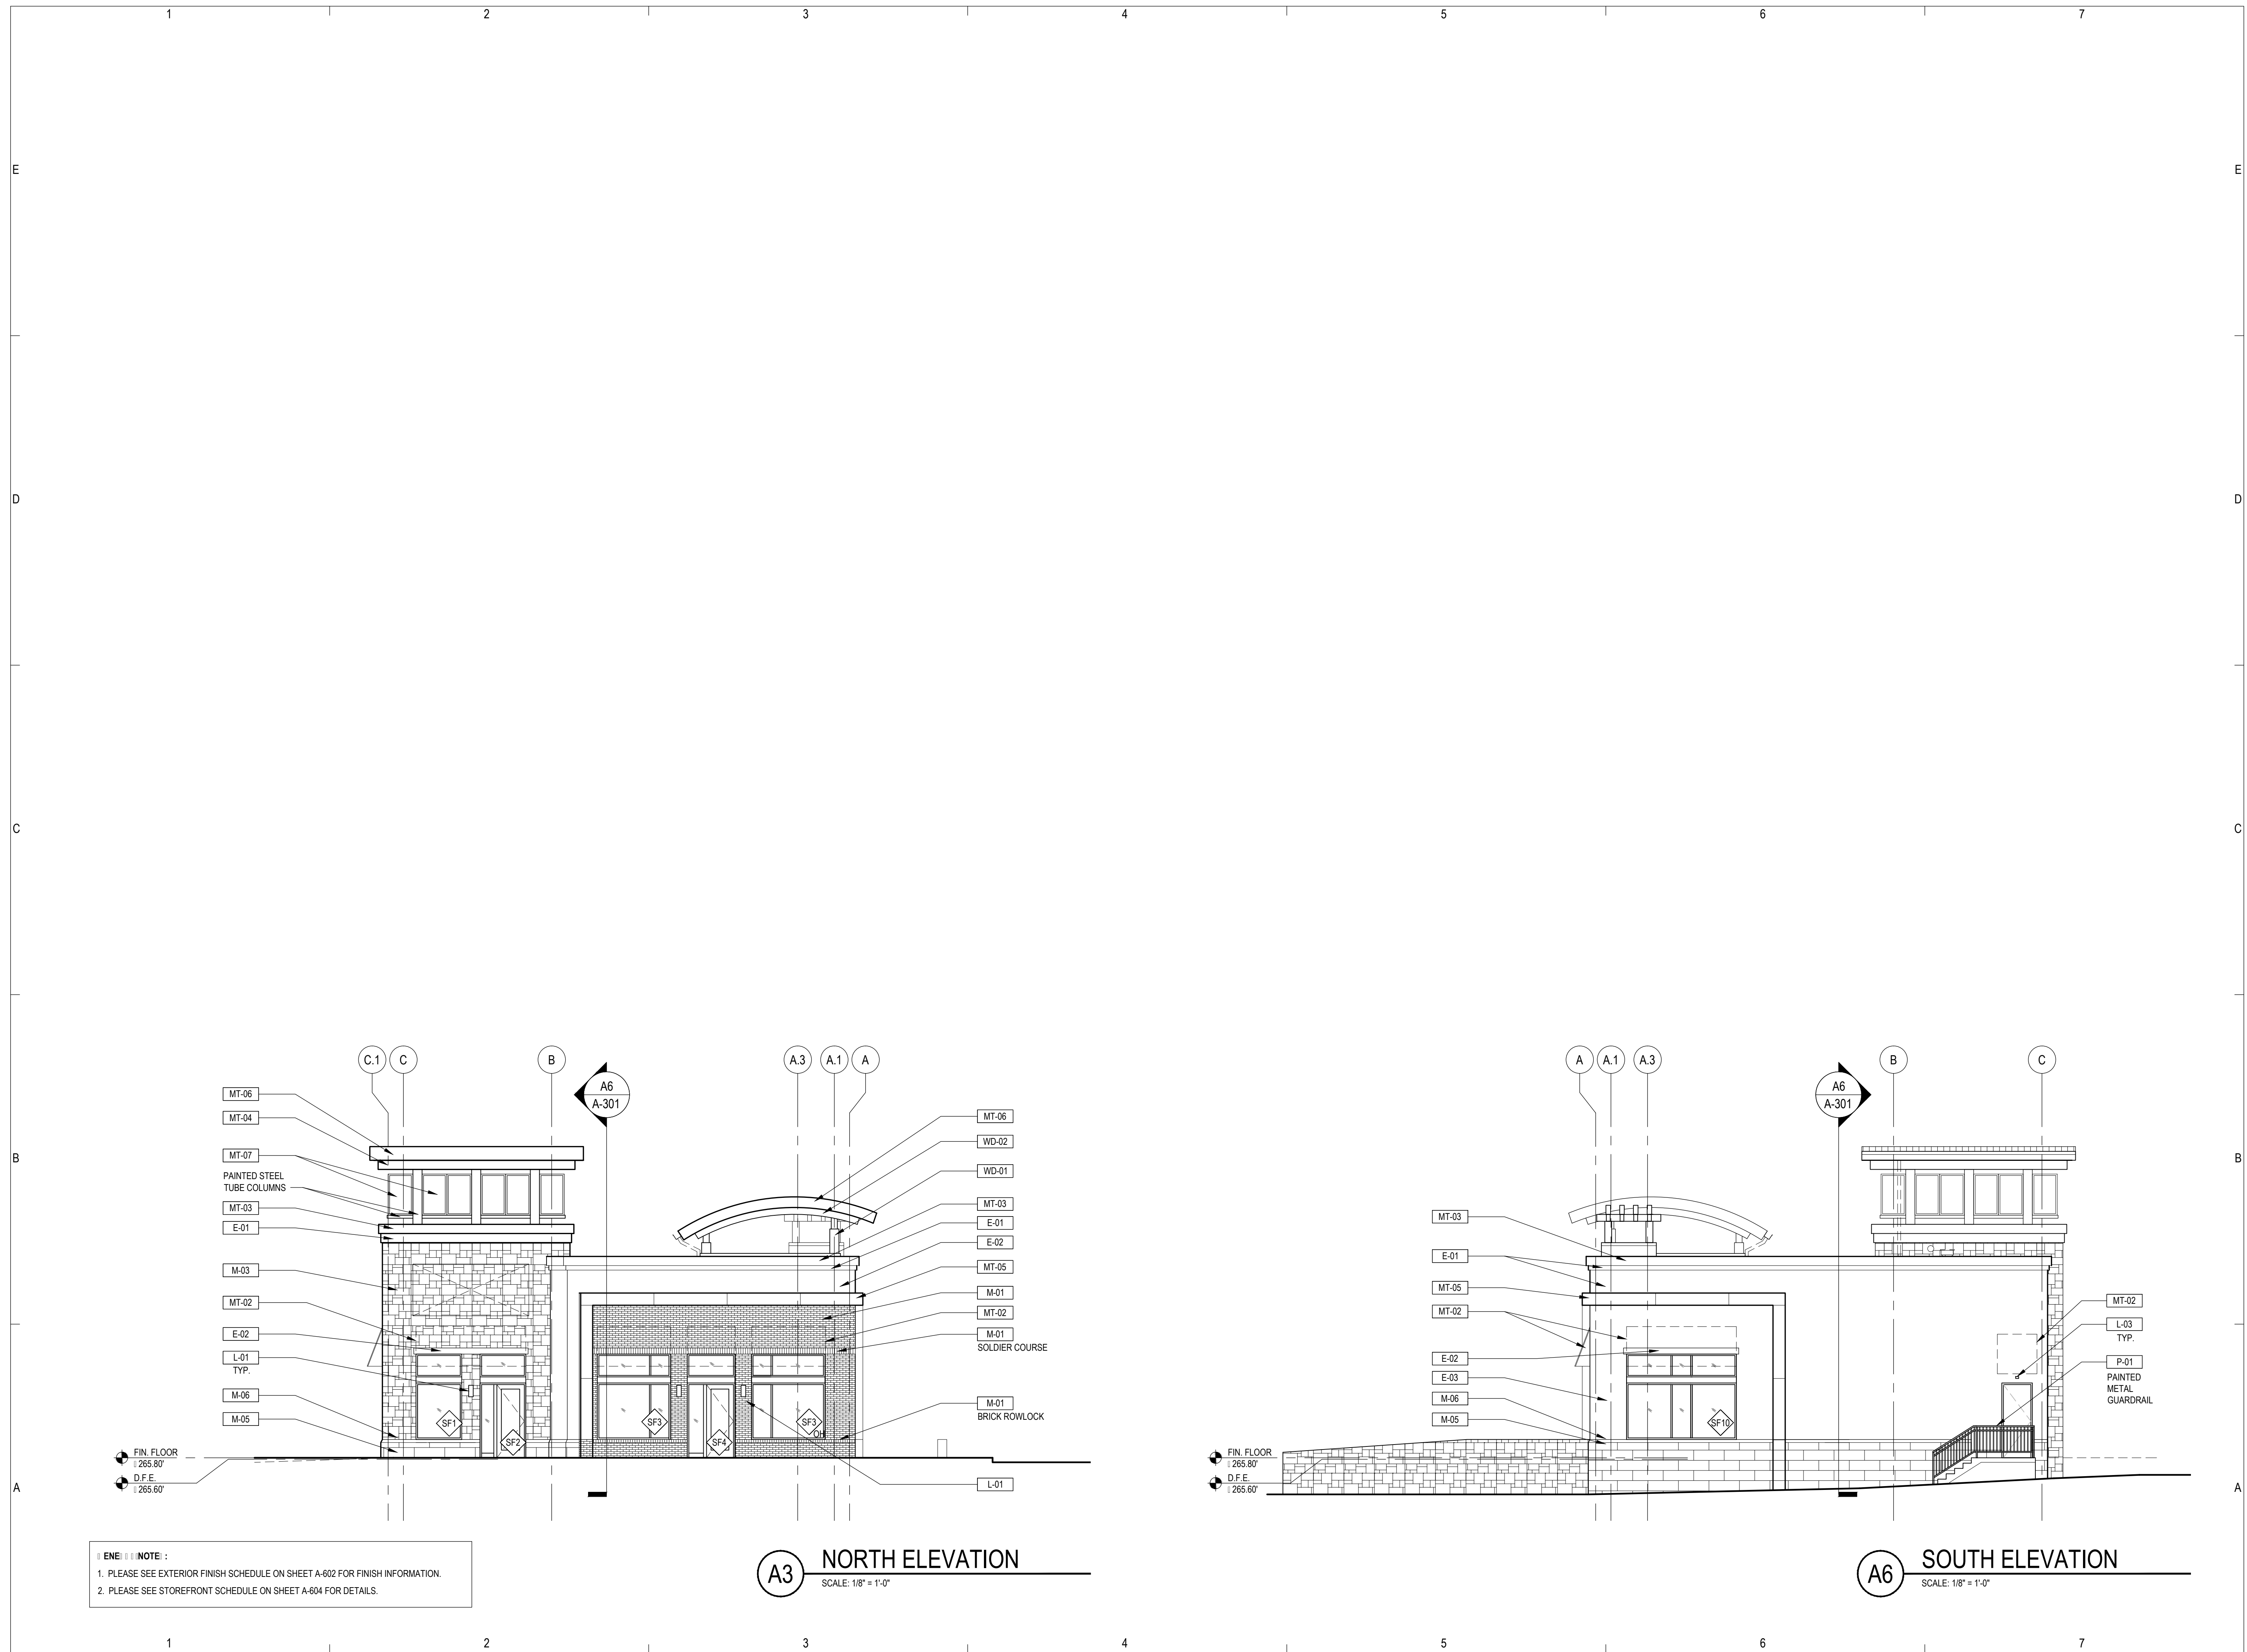 1 2 3 4 5 6 7
E E
D D
C C
B B
A A
C.1 C B A.3 A.1 A
A6
A-301
MT-06
MT-04
MT-07
PAINTED STEEL
TUBE COLUMNS
MT-03
E-01
M-03
MT-02
E-02
L-01
TYP.
M-06
M-05
FIN. FLOOR
265.80'
D.F.E.
265.60'
SF1
SF2
SF3
SF4
SF3
OH
MT-06
WD-02
WD-01
MT-03
E-01
E-02
MT-05
M-01
MT-02
M-01
SOLDIER COURSE
M-01
BRICK ROWLOCK
L-01
A3
NORTH ELEVATION
SCALE: 1/8" = 1'-0"
A A.1 A.3 B C
A6
A-301
MT-03
E-01
MT-05
MT-02
E-02
E-03
M-06
M-05
FIN. FLOOR
265.80'
D.F.E.
265.60'
SF10
MT-02
L-03
TYP.
P-01
PAINTED
METAL
GUARDRAIL
A6
SOUTH ELEVATION
SCALE: 1/8" = 1'-0"
1. PLEASE SEE EXTERIOR FINISH SCHEDULE ON SHEET A-602 FOR FINISH INFORMATION.
2. PLEASE SEE STOREFRONT SCHEDULE ON SHEET A-604 FOR DETAILS.
1 2 3 4 5 6 7